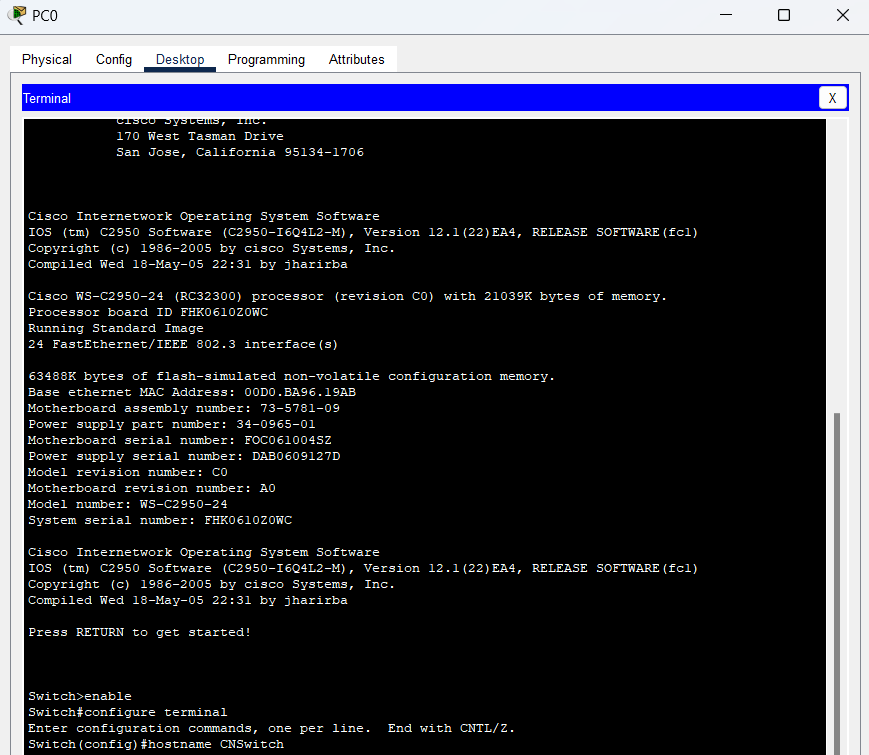 PC0
Physical Config Desktop Programming Attributes
Terminal X
cisco Systems, Inc.
170 West Tasman Drive
San Jose, California 95134-1706
Cisco Internetwork Operating System Software
IOS (tm) C2950 Software (C2950-I6Q4L2-M), Version 12.1(22)EA4, RELEASE SOFTWARE(fc1)
Copyright (c) 1986-2005 by cisco Systems, Inc.
Compiled Wed 18-May-05 22:31 by jharirba
Cisco WS-C2950-24 (RC32300) processor (revision C0) with 21039K bytes of memory.
Processor board ID FHK0610Z0WC
Running Standard Image
24 FastEthernet/IEEE 802.3 interface(s)
63488K bytes of flash-simulated non-volatile configuration memory.
Base ethernet MAC Address: 00D0.BA96.19AB
Motherboard assembly number: 73-5781-09
Power supply part number: 34-0965-01
Motherboard serial number: FOC061004SZ
Power supply serial number: DAB0609127D
Model revision number: C0
Motherboard revision number: A0
Model number: WS-C2950-24
System serial number: FHK0610Z0WC
Cisco Internetwork Operating System Software
IOS (tm) C2950 Software (C2950-I6Q4L2-M), Version 12.1(22)EA4, RELEASE SOFTWARE(fc1)
Copyright (c) 1986-2005 by cisco Systems, Inc.
Compiled Wed 18-May-05 22:31 by jharirba
Press RETURN to get started!
Switch>enable
Switch#configure terminal
Enter configuration commands, one per line.  End with CNTL/Z.
Switch(config)#hostname CNSwitch